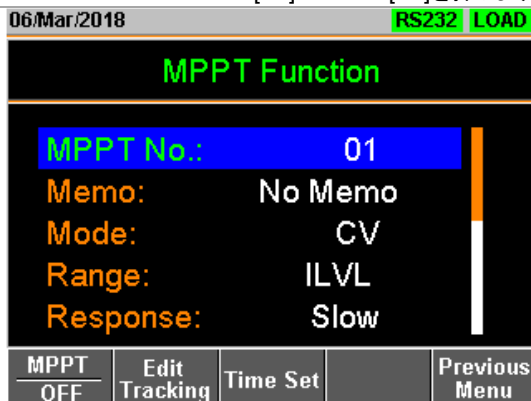 06/Mar/2018 RS232 LOAD
MPPT Function
MPPT No.: 01
Memo: No Memo
Mode: CV
Range: ILVL
Response: Slow
MPPT Edit Time Set Previous
OFF Tracking Menu